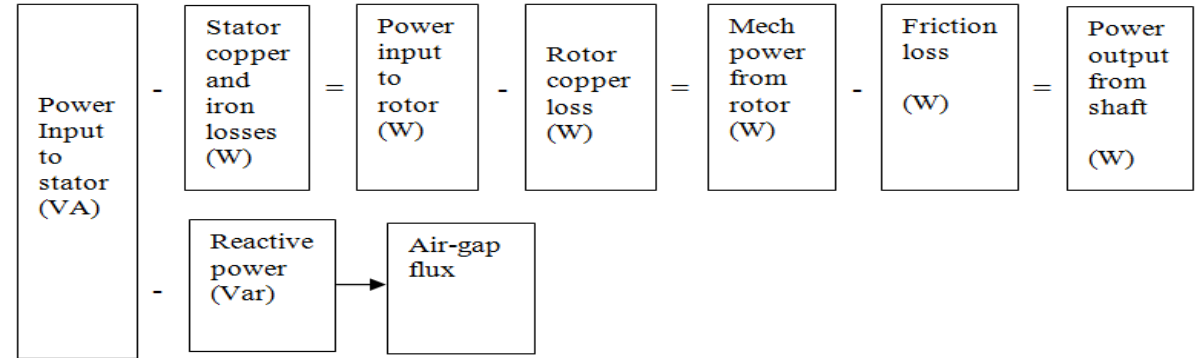 Power
Input
to
stator
(VA)
-
Stator
copper
and
iron
losses
(W)
=
Power
input
to
rotor
(W)
-
Rotor
copper
loss
(W)
=
Mech
power
from
rotor
(W)
-
Friction
loss
(W)
=
Power
output
from
shaft
(W)
-
Reactive
power
(Var)
Air-gap
flux